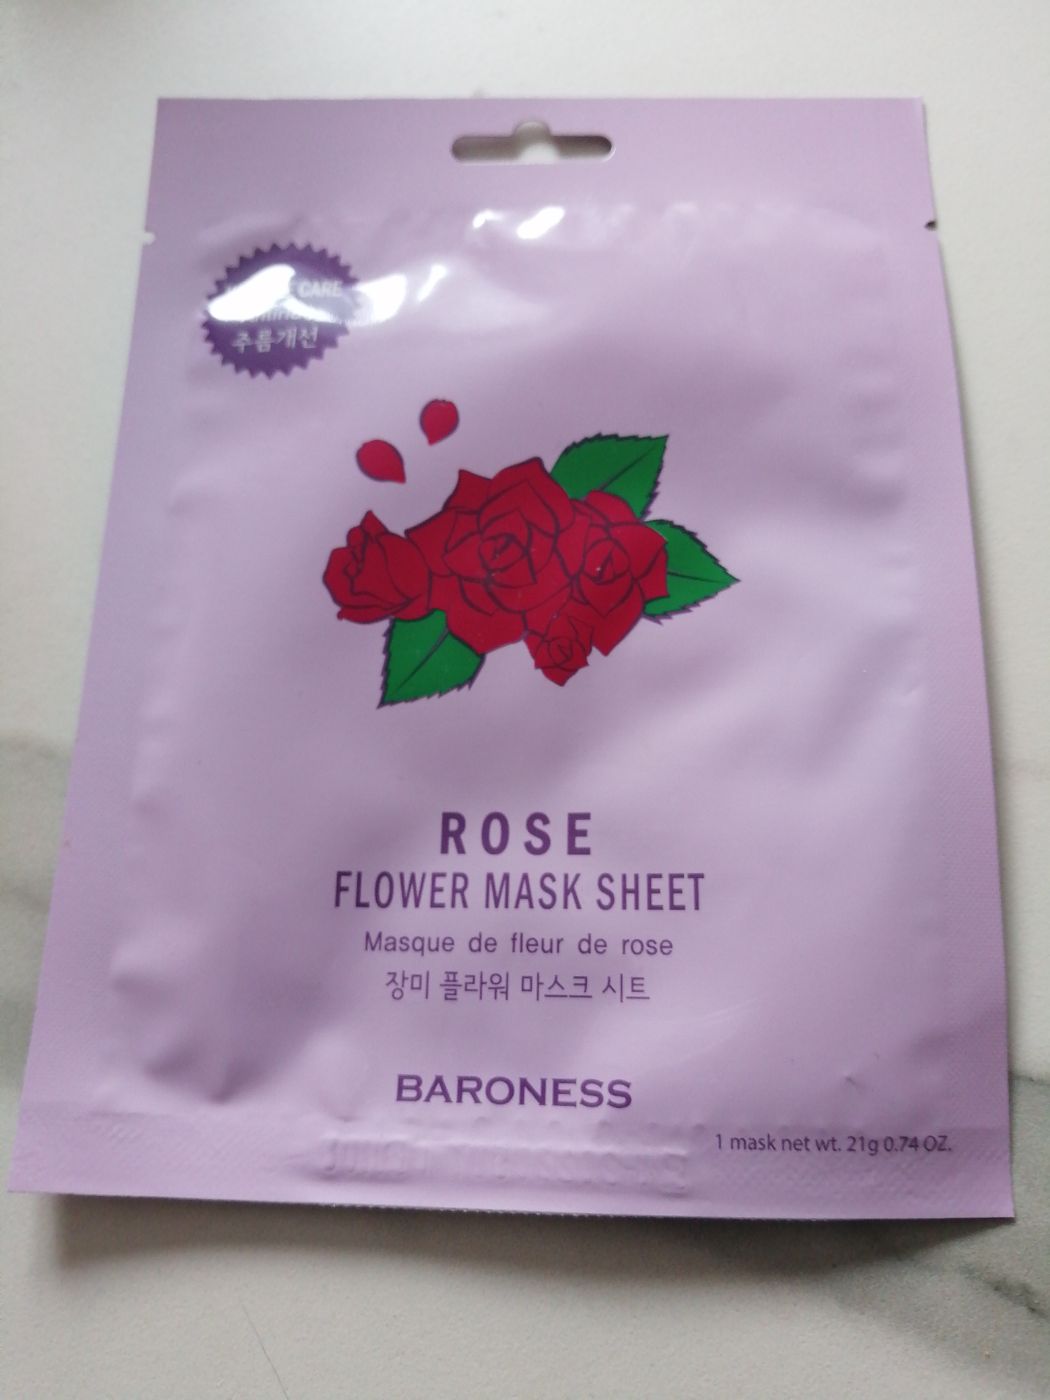 CARE
주름개선
ROSE
FLOWER MASK SHEET
Masque de fleur de rose
장미 플라워 마스크 시트
BARONESS
1 mask net wt. 21g 0.74 OZ.